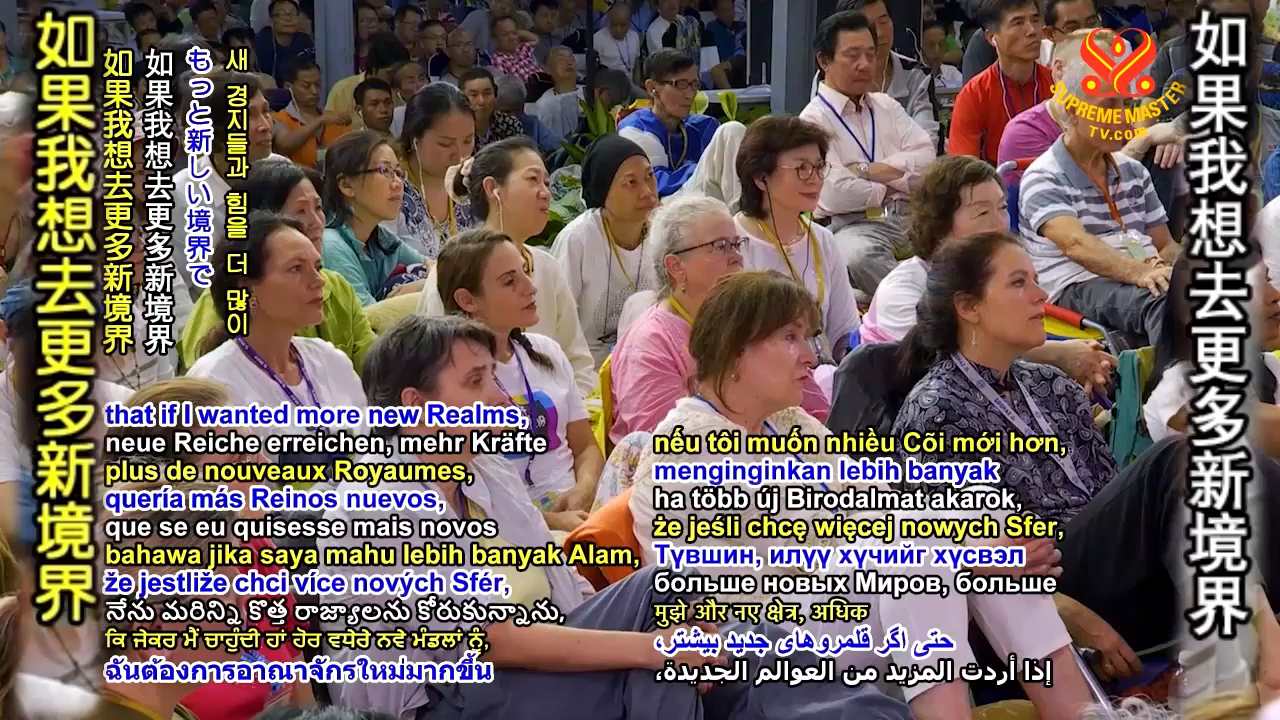 如果我想去更多新境界
如果我想去更多新境界
如果我想去更多新境界
もっと新しい境界で
새 경지들과 힘을 더 많이
SUPREME MASTER
TV.com
如果我想去更多新境界
that if I wanted more new Realms,
neue Reiche erreichen, mehr Kräfte
plus de nouveaux Royaumes,
quería más Reinos nuevos,
que se eu quisesse mais novos
bahawa jika saya mahu lebih banyak Alam,
že jestliže chci více nových Sfér,
నేను మరిన్ని కొత్త రాజ్యాలను కోరుకున్నాను,
ਕਿ ਜੇਕਰ ਮੈਂ ਚਾਹੁੰਦੀ ਹਾਂ ਹੋਰ ਵਧੇਰੇ ਨਵੇ ਮੰਡਲਾਂ ਨੂੰ,
ฉันต้องการอาณาจักรใหม่มากขึ้น
nếu tôi muốn nhiều Cõi mới hơn,
menginginkan lebih banyak
ha több új Birodalmat akarok,
że jeśli chcę więcej nowych Sfer,
Түвшин, илүү хүчийг хүсвэл
больше новых Миров, больше
मुझे और नए क्षेत्र, अधिक
حتی اگر قلمروهای جدید بیشتر،
إذا أردت المزيد من العوالم الجديدة،